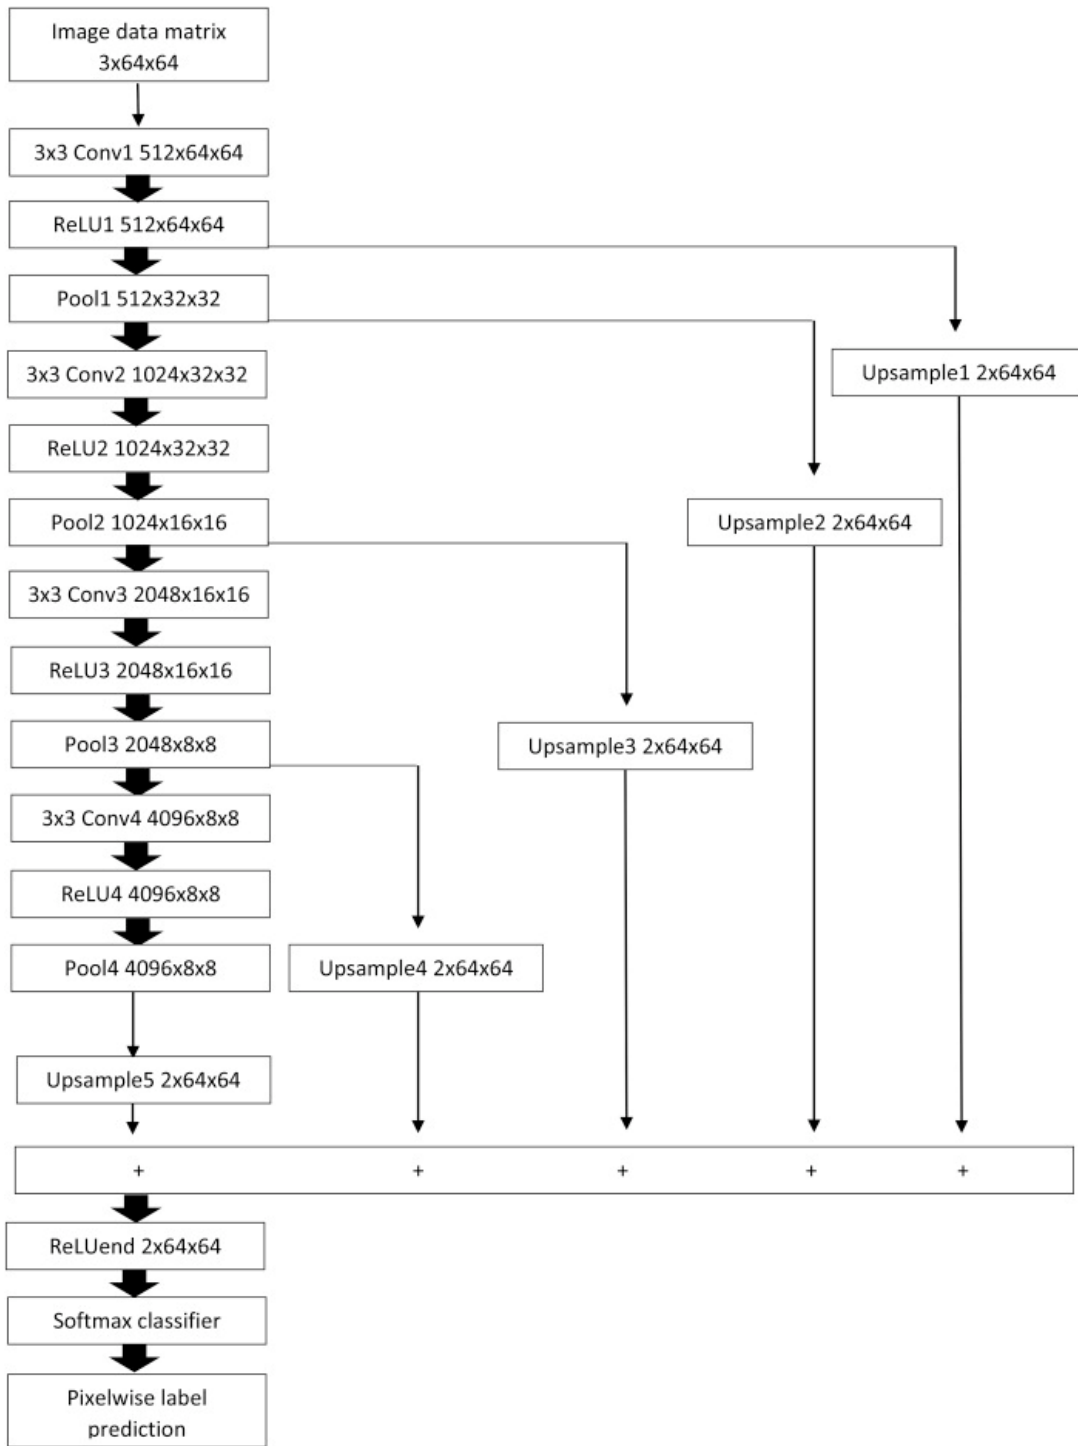 Image data matrix
3x64x64
3x3 Conv1 512x64x64
ReLU1 512x64x64
Pool1 512x32x32
3x3 Conv2 1024x32x32
Upsample1 2x64x64
ReLU2 1024x32x32
Pool2 1024x16x16
Upsample2 2x64x64
3x3 Conv3 2048x16x16
ReLU3 2048x16x16
Pool3 2048x8x8
Upsample3 2x64x64
3x3 Conv4 4096x8x8
ReLU4 4096x8x8
Pool4 4096x8x8
Upsample4 2x64x64
Upsample5 2x64x64
+ + + + +
ReLUend 2x64x64
Softmax classifier
Pixelwise label
prediction